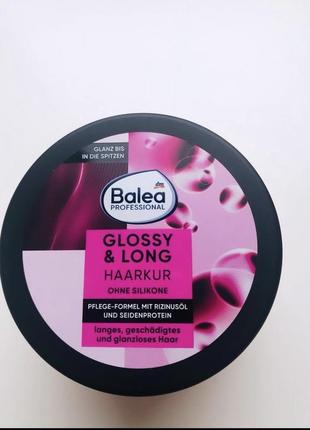 GLANZ BIS
IN DIE SPITZEN
dm
Balea
PROFESSIONAL
GLOSSY
& LONG
HAARKUR
OHNE SILIKONE
PFLEGE-FORMEL MIT RIZINUSÖL
UND SEIDENPROTEIN
langes, geschädigtes
und glanzloses Haar